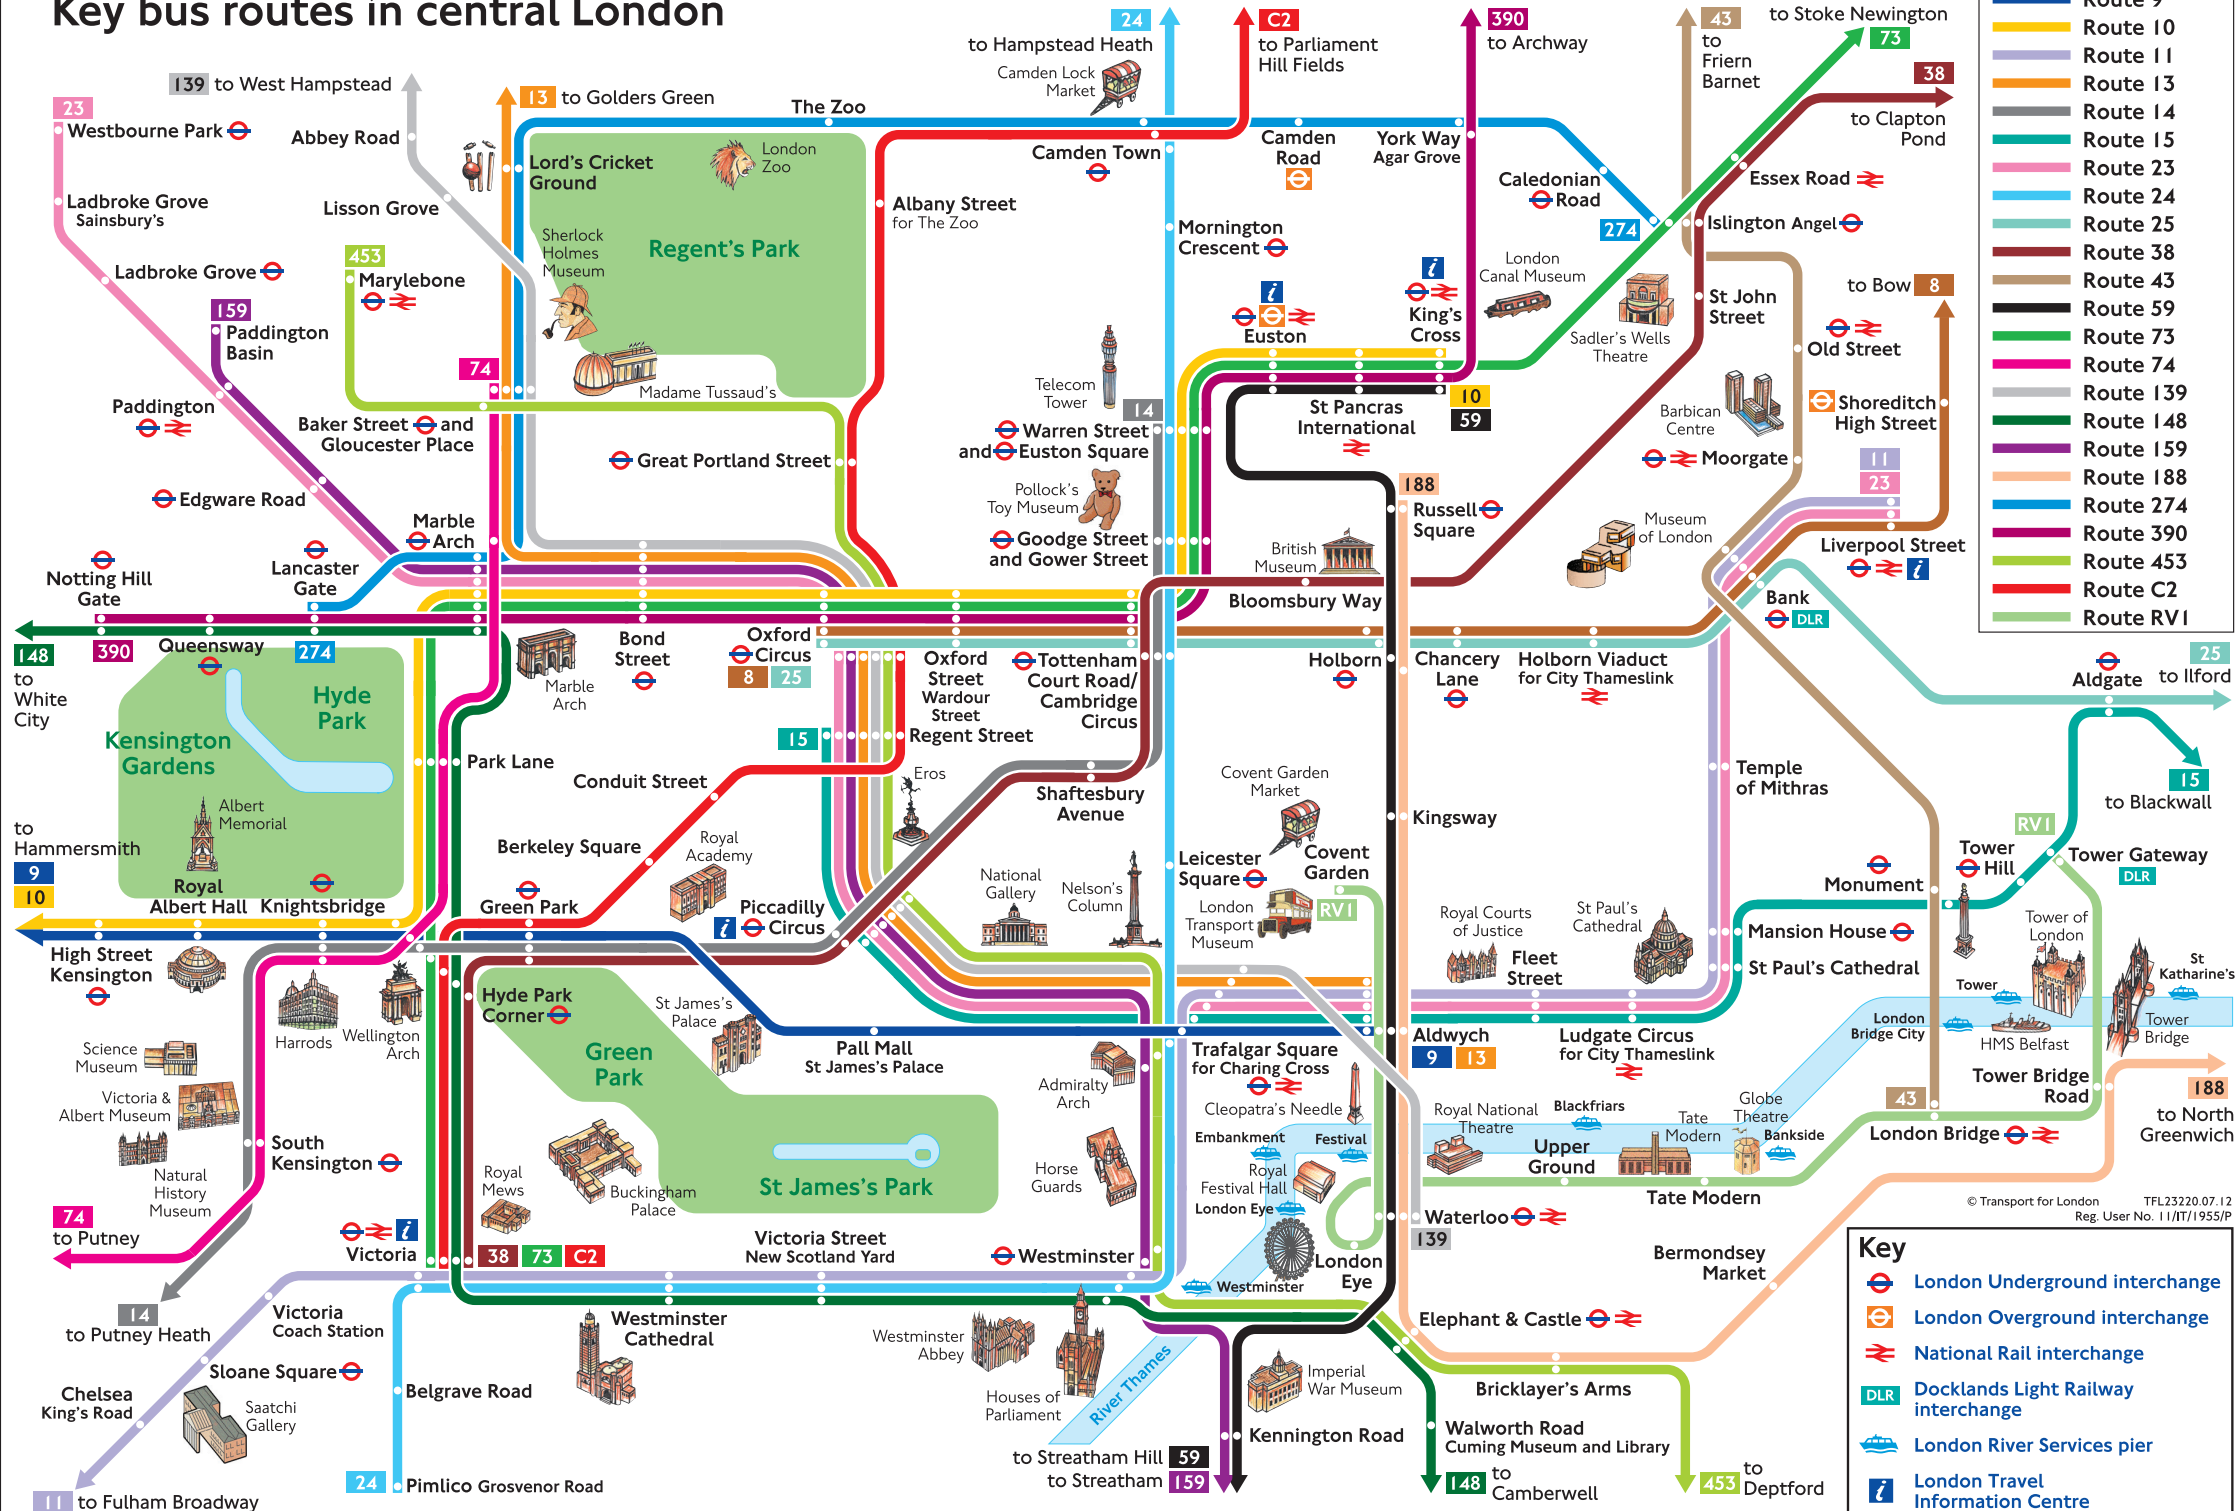 Key bus routes in central London
139 to West Hampstead
23
Westbourne Park
Abbey Road
13 to Golders Green
The Zoo
24
to Hampstead Heath
Camden Lock
Market
C2
to Parliament
Hill Fields
390
to Archway
43
to
Friern
Barnet
to Stoke Newington
73
38
to Clapton
Pond
Route 9
Route 10
Route 11
Route 13
Route 14
Route 15
Route 23
Route 24
Route 25
Route 38
Route 43
Route 59
Route 73
Route 74
Route 139
Route 148
Route 159
Route 188
Route 274
Route 390
Route 453
Route C2
Route RV1
Lord's Cricket
Ground
London
Zoo
Camden Town
Camden
Road
York Way
Agar Grove
Caledonian
Road
274
Essex Road
Islington Angel
Ladbroke Grove
Sainsbury's
Lisson Grove
Sherlock
Holmes
Museum
Regent's Park
Albany Street
for The Zoo
Mornington
Crescent
London
Canal Museum
Ladbroke Grove
453
Marylebone
159
Paddington
Basin
74
Madame Tussaud's
Telecom
Tower
14
Euston
King's
Cross
Sadler's Wells
Theatre
St John
Street
to Bow 8
Old Street
Shoreditch
High Street
Barbican
Centre
Moorgate
11
23
Paddington
Baker Street and
Gloucester Place
Great Portland Street
Warren Street
and Euston Square
St Pancras
International
10
59
Edgware Road
Pollock's
Toy Museum
188
Russell
Square
Marble
Arch
Goodge Street
and Gower Street
British
Museum
Museum
of London
Liverpool Street
Notting Hill
Gate
Lancaster
Gate
Bloomsbury Way
Bank
DLR
148
to
White
City
390
Queensway
274
Marble
Arch
Bond
Street
Oxford
Circus
8 25
Oxford
Street
Wardour
Street
Tottenham
Court Road/
Cambridge
Circus
Holborn
Chancery
Lane
Holborn Viaduct
for City Thameslink
Aldgate
25
to Ilford
Hyde
Park
Kensington
Gardens
Park Lane
15
Regent Street
Conduit Street
Eros
Shaftesbury
Avenue
Covent Garden
Market
Kingsway
Temple
of Mithras
15
to Blackwall
RV1
Albert
Memorial
to
Hammersmith
9
10
Royal
Albert Hall
Knightsbridge
Berkeley Square
Royal
Academy
Green Park
Piccadilly
Circus
National
Gallery
Nelson's
Column
Leicester
Square
Covent
Garden
RV1
London
Transport
Museum
Royal Courts
of Justice
St Paul's
Cathedral
Fleet
Street
Monument
Tower
Hill
Tower Gateway
DLR
Mansion House
St Paul's Cathedral
Tower of
London
St
Katharine's
Tower
High Street
Kensington
Harrods
Wellington
Arch
Hyde Park
Corner
St James's
Palace
Green
Park
Pall Mall
St James's Palace
Admiralty
Arch
Trafalgar Square
for Charing Cross
Aldwych
9 13
Ludgate Circus
for City Thameslink
London
Bridge City
HMS Belfast
Tower
Bridge
Science
Museum
Victoria &
Albert Museum
Natural
History
Museum
South
Kensington
Cleopatra's Needle
Embankment
Festival
Royal
Festival Hall
London Eye
Royal National
Theatre
Blackfriars
Upper
Ground
Tate
Modern
Globe
Theatre
Bankside
43
London Bridge
Tower Bridge
Road
188
to North
Greenwich
Royal
Mews
Buckingham
Palace
St James's Park
Horse
Guards
Tate Modern
© Transport for London
TFL23220.07.12
Reg. User No. 11/IT/1955/P
74
to Putney
Victoria
38 73 C2
Victoria Street
New Scotland Yard
Westminster
Westminster
London
Eye
Waterloo
139
Bermondsey
Market
14
to Putney Heath
Victoria
Coach Station
Westminster
Cathedral
Westminster
Abbey
Houses of
Parliament
River Thames
Elephant & Castle
Imperial
War Museum
Bricklayer's Arms
Sloane Square
Chelsea
King's Road
Saatchi
Gallery
Belgrave Road
Kennington Road
Walworth Road
Cuming Museum and Library
11 to Fulham Broadway
24
Pimlico Grosvenor Road
to Streatham Hill 59
to Streatham 159
148 to
Camberwell
453 to
Deptford
Key
London Underground interchange
London Overground interchange
National Rail interchange
DLR
Docklands Light Railway
interchange
London River Services pier
London Travel
Information Centre